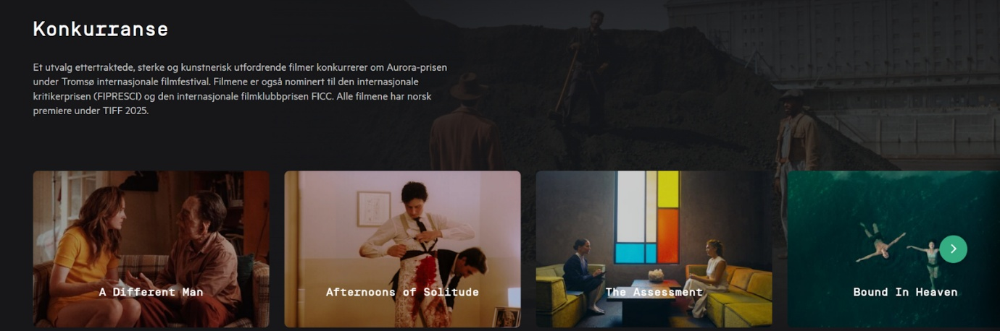 Konkurranse
Et utvalg ettertraktede, sterke og kunstnerisk utfordrende filmer konkurrerer om Aurora-prisen
under Tromsø internasjonale filmfestival. Filmene er også nominert til den internasjonale
kritikerprisen (FIPRESCI) og den internasjonale filmklubbprisen FICC. Alle filmene har norsk
premiere under TIFF 2025.
A Different Man
Afternoons of Solitude
The Assessment
Bound In Heaven